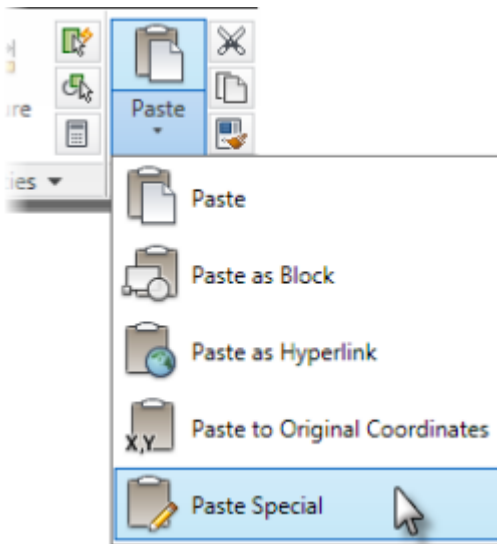 Paste
Paste
Paste as Block
Paste as Hyperlink
X,Y
Paste to Original Coordinates
Paste Special